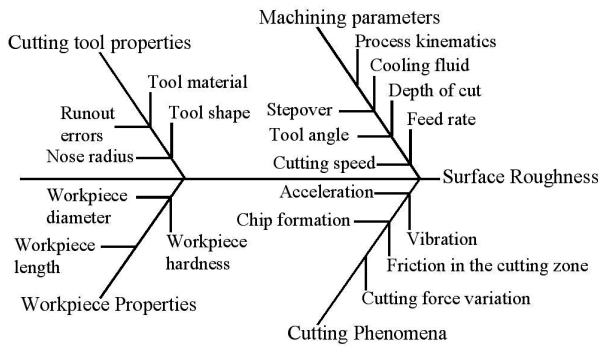 Machining parameters
Cutting tool properties
Process kinematics
Cooling fluid
Tool material
Depth of cut
Runout
errors
Tool shape
Stepover
Feed rate
Tool angle
Nose radius
Cutting speed
Surface Roughness
Workpiece
diameter
Acceleration
Chip formation
Workpiece
length
Workpiece
hardness
Vibration
Friction in the cutting zone
Workpiece Properties
Cutting force variation
Cutting Phenomena